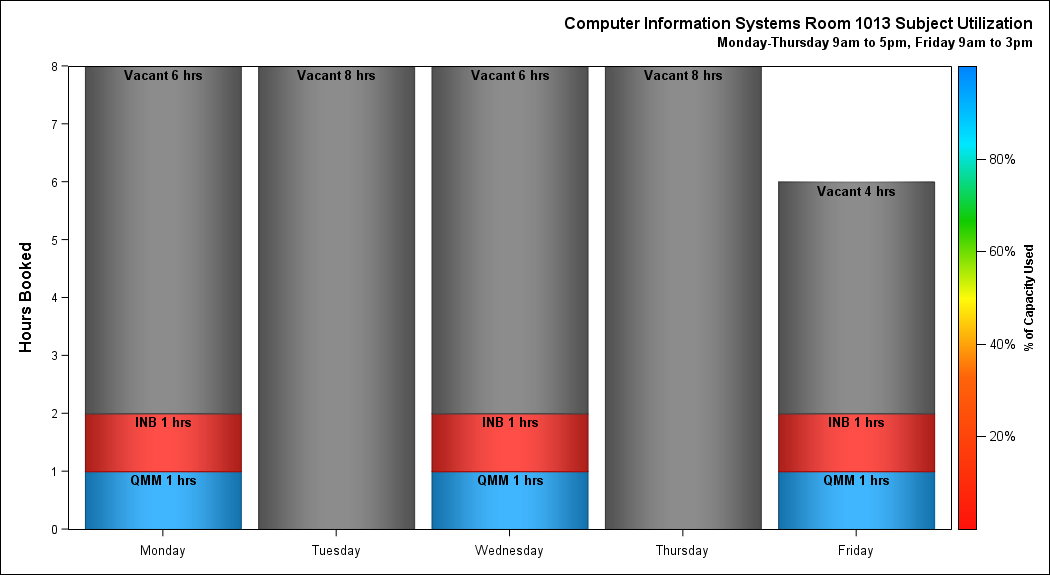 Computer Information Systems Room 1013 Subject Utilization
Monday-Thursday 9am to 5pm, Friday 9am to 3pm
Hours Booked
8
7
6
5
4
3
2
1
0
Vacant 6 hrs
INB 1 hrs
QMM 1 hrs
Vacant 8 hrs
Vacant 6 hrs
INB 1 hrs
QMM 1 hrs
Vacant 8 hrs
Vacant 4 hrs
INB 1 hrs
QMM 1 hrs
Monday
Tuesday
Wednesday
Thursday
Friday
80%
60%
40%
20%
% of Capacity Used